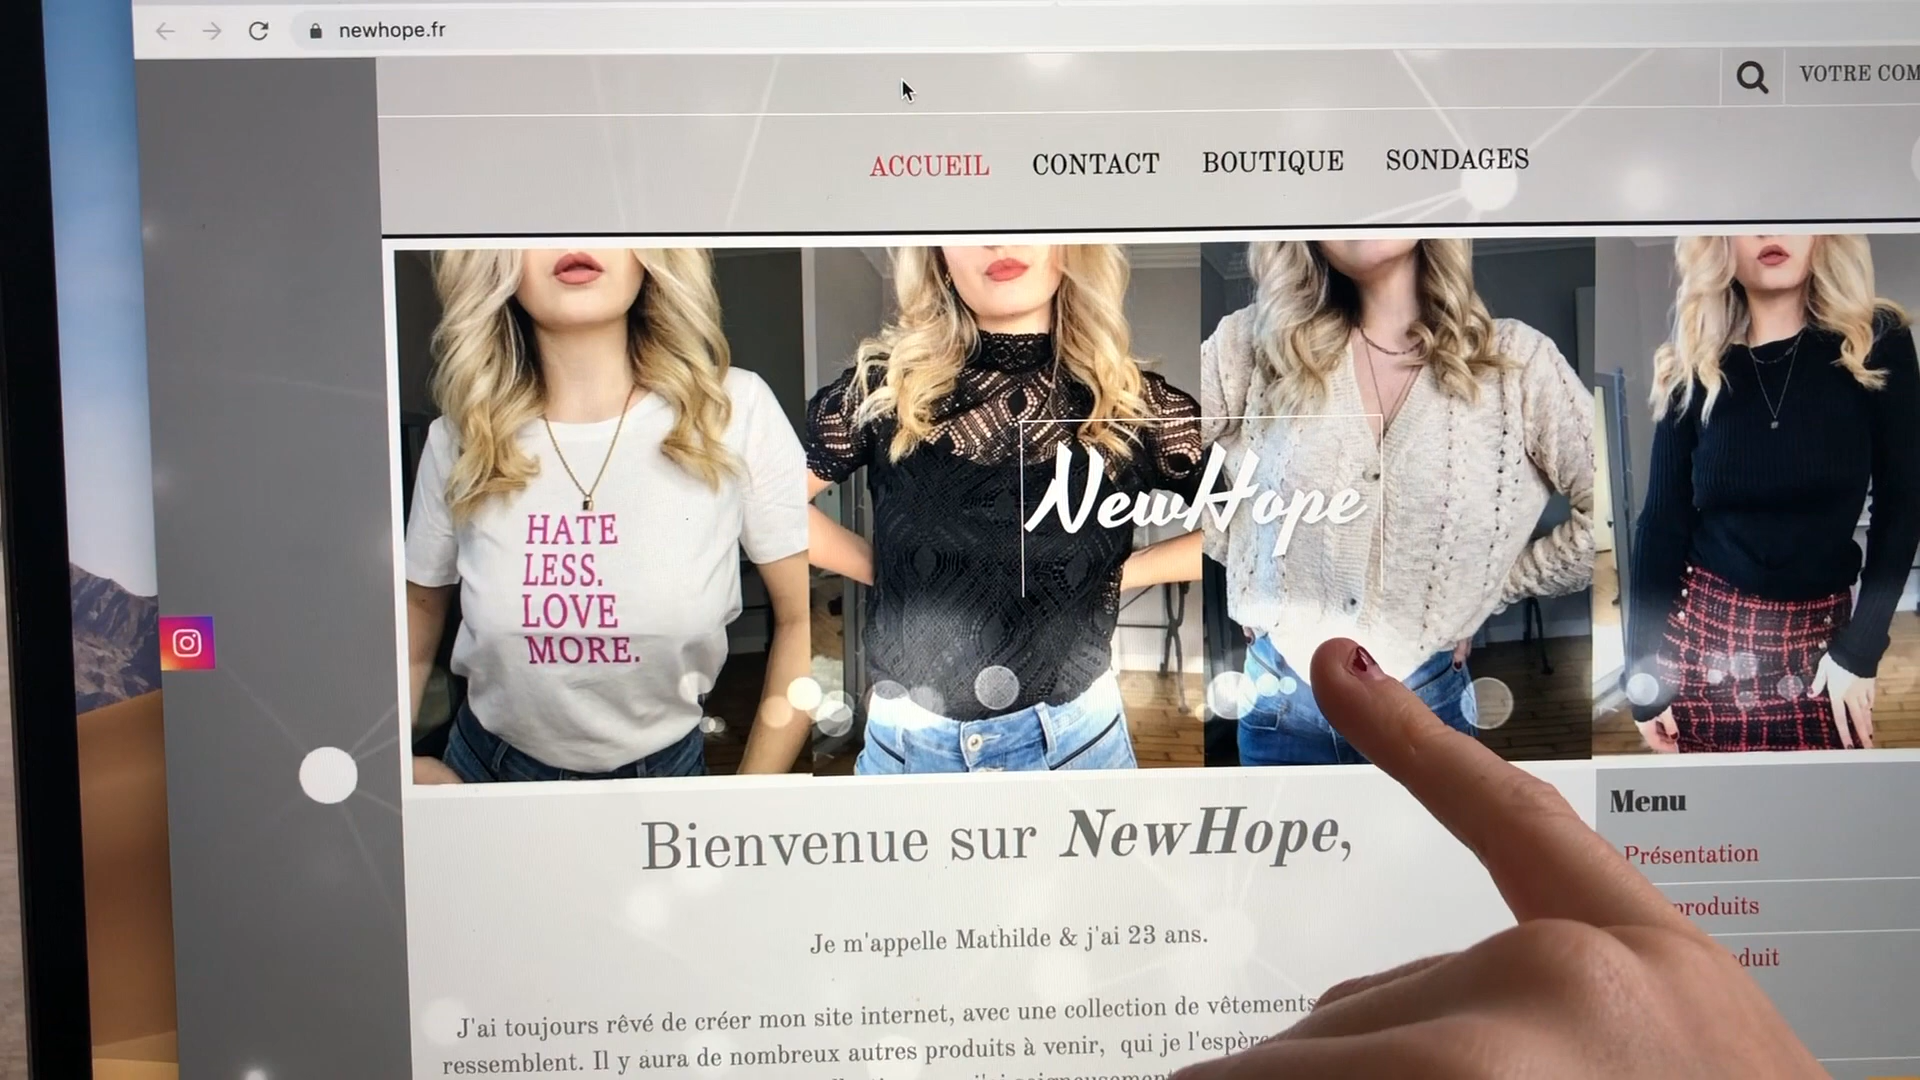 newhope.fr
VOTRE COM
ACCUEIL CONTACT BOUTIQUE SONDAGES
HATE
LESS.
LOVE
MORE.
NewHope
Bienvenue sur NewHope,
Menu
Présentation
produits
duit
Je m'appelle Mathilde & j'ai 23 ans.
J'ai toujours rêvé de créer mon site internet, avec une collection de vêtements
ressemblent. Il y aura de nombreux autres produits à venir, qui je l'espère